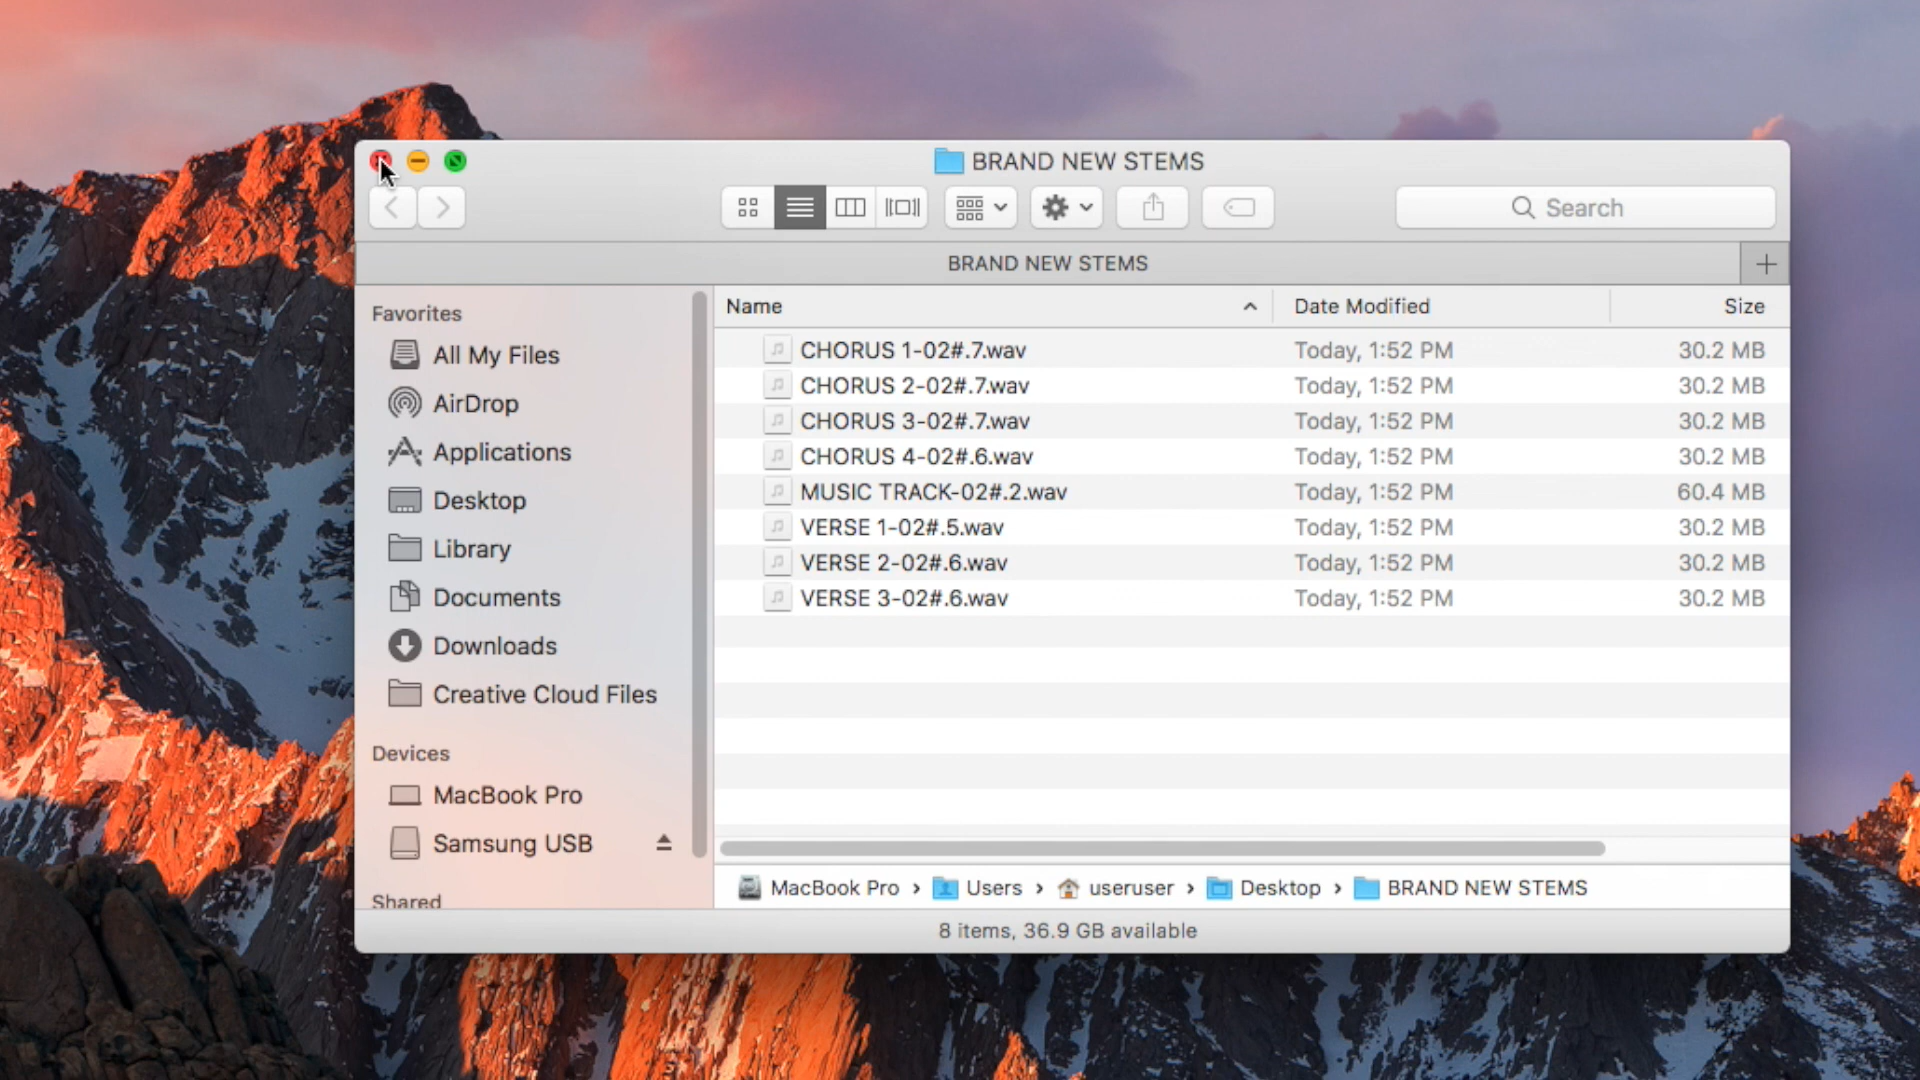 BRAND NEW STEMS
Search
BRAND NEW STEMS
Favorites
All My Files
AirDrop
Applications
Desktop
Library
Documents
Downloads
Creative Cloud Files
Devices
MacBook Pro
Samsung USB
Shared
Name Date Modified Size
CHORUS 1-02#.7.wav Today, 1:52 PM 30.2 MB
CHORUS 2-02#.7.wav Today, 1:52 PM 30.2 MB
CHORUS 3-02#.7.wav Today, 1:52 PM 30.2 MB
CHORUS 4-02#.6.wav Today, 1:52 PM 30.2 MB
MUSIC TRACK-02#.2.wav Today, 1:52 PM 60.4 MB
VERSE 1-02#.5.wav Today, 1:52 PM 30.2 MB
VERSE 2-02#.6.wav Today, 1:52 PM 30.2 MB
VERSE 3-02#.6.wav Today, 1:52 PM 30.2 MB
MacBook Pro › Users › useruser › Desktop › BRAND NEW STEMS
8 items, 36.9 GB available